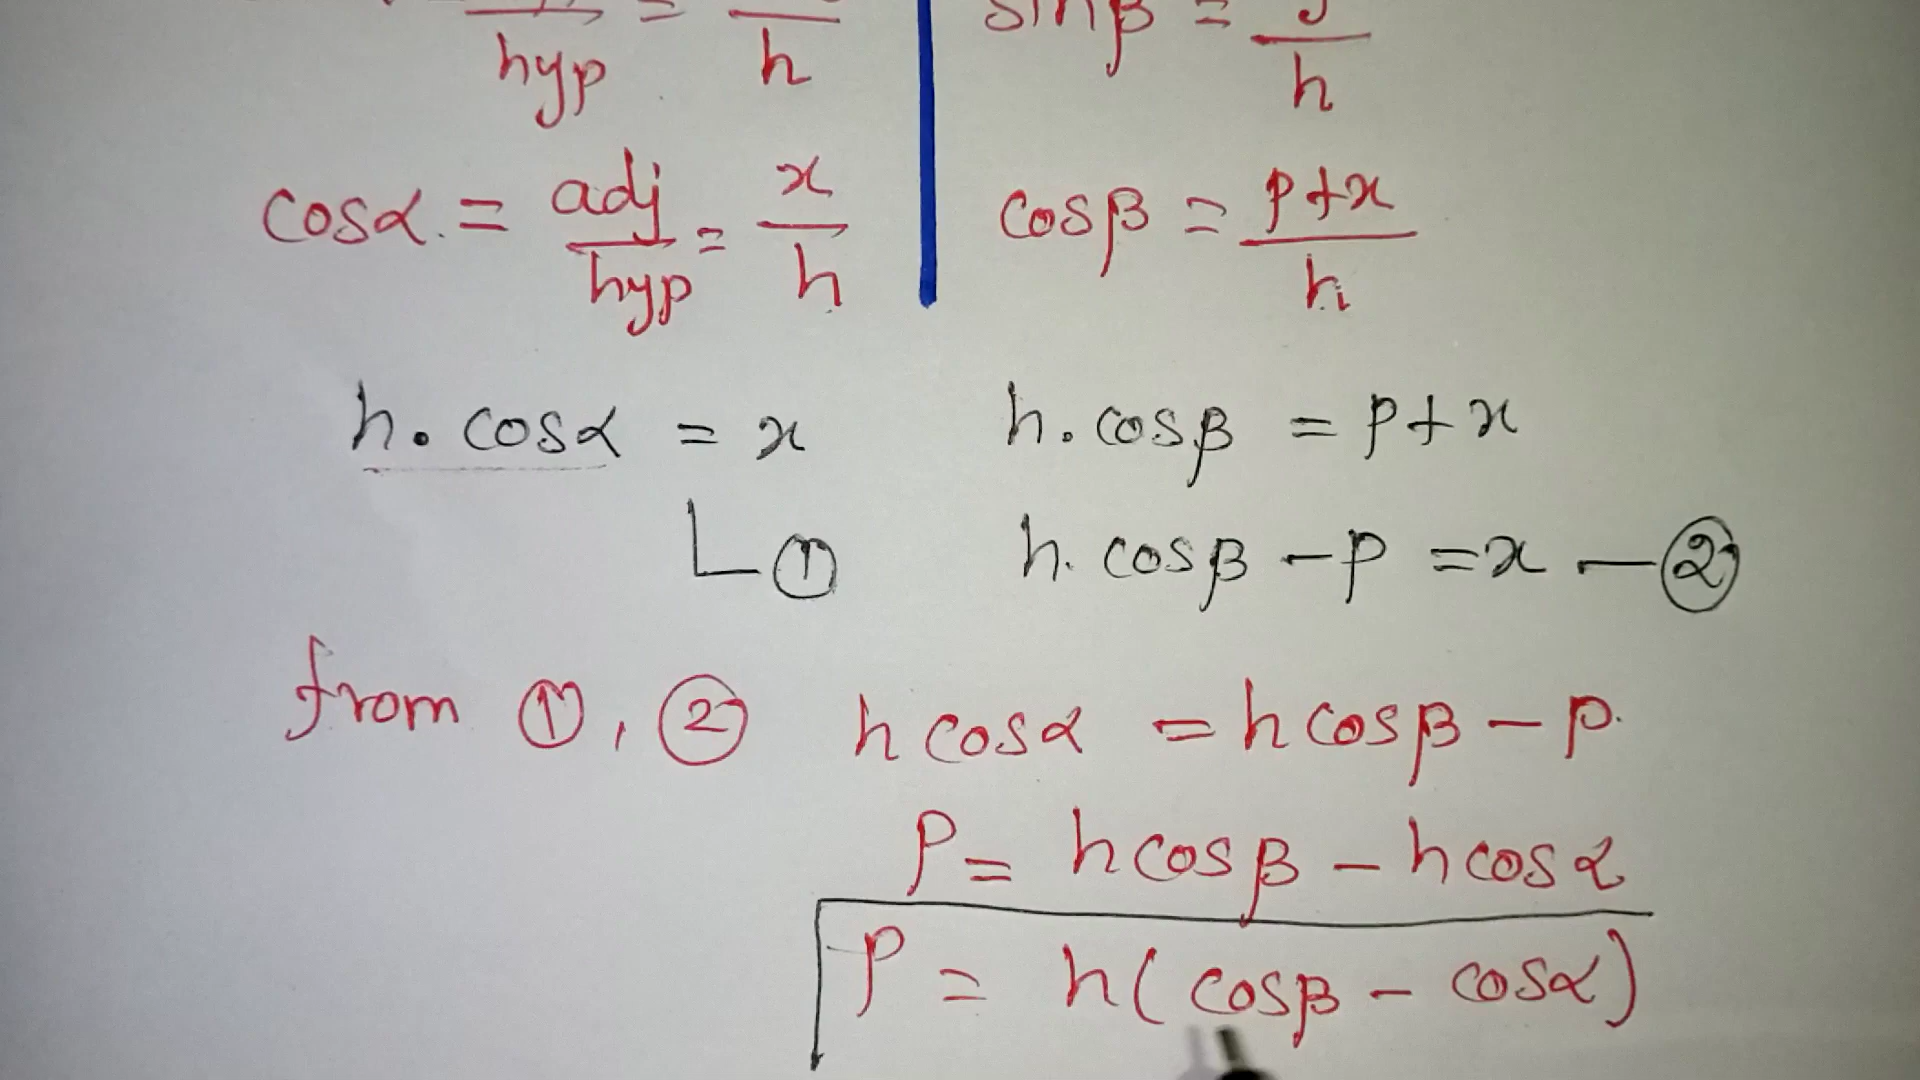 hyp = h
sinβ = h
cosα = adj/hyp = x/h
cosβ = p+x/h
h. cosα = x
h. cosβ = p+x
①
h. cosβ - p = x - ②
from ①, ② h cosα = h cosβ - p.
P = h cosβ - h cosα
P = h( cosβ - cosα)